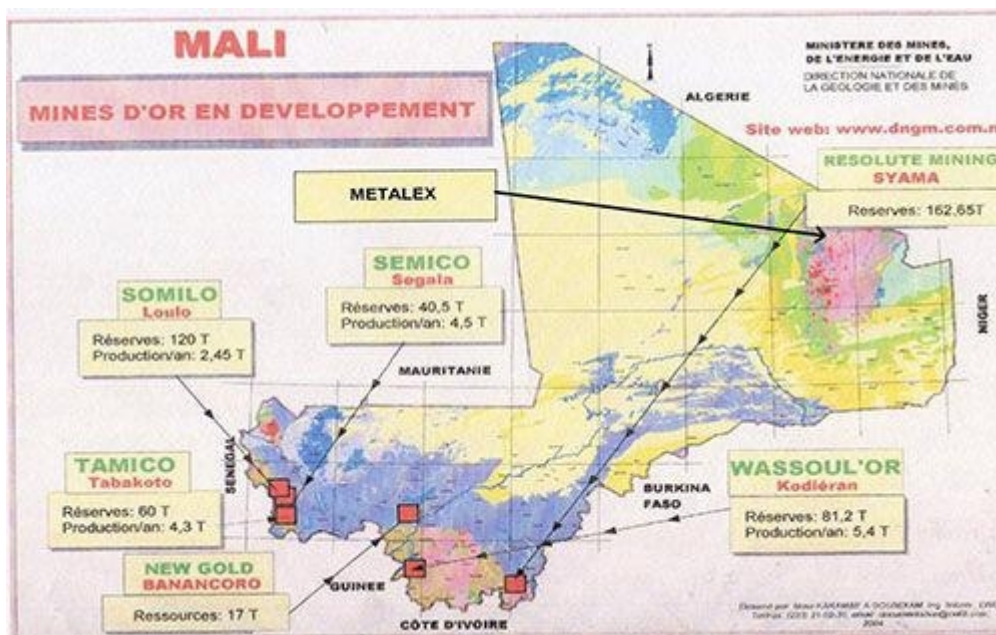 MALI
MINES D'OR EN DEVELOPPEMENT
MINISTERE DES MINES,
DE L'ENERGIE ET DE L'EAU
DIRECTION NATIONALE DE
LA GEOLOGIE ET DES MINES
Site web: www.dngm.com.m
ALGERIE
RESOLUTE MINING
SYAMA
Reserves: 162,65T
METALEX
SEMICO
Segala
Réserves: 40,5 T
Production/an: 4,5 T
SOMILO
Loulo
Réserves: 120 T
Production/an: 2,45 T
NIGER
MAURITANIE
SENEGAL
TAMICO
Tabakoto
Réserves: 60 T
Production/an: 4,3 T
WASSOUL'OR
Kodiéran
Réserves: 81,2 T
Production/an: 5,4 T
BURKINA
FASO
NEW GOLD
BANANCORO
Ressources: 17 T
GUINEE
CÔTE D'IVOIRE
2004